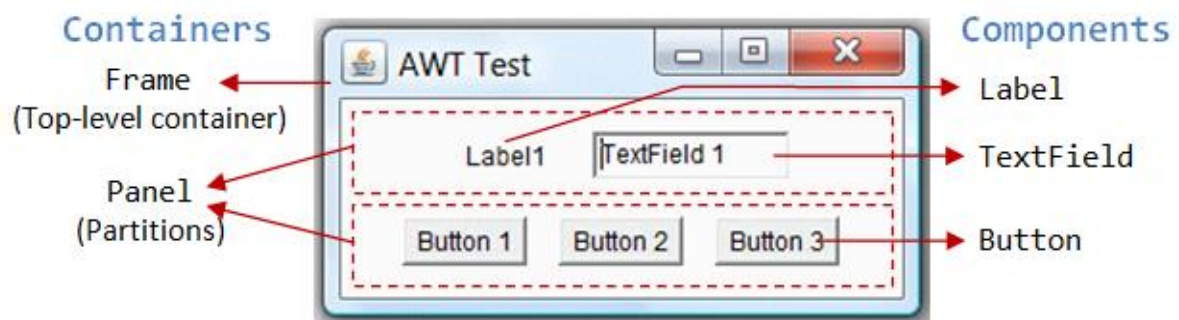 Containers
Frame
(Top-level container)
Panel
(Partitions)
AWT Test
Label1
TextField 1
Button 1
Button 2
Button 3
Components
Label
TextField
Button